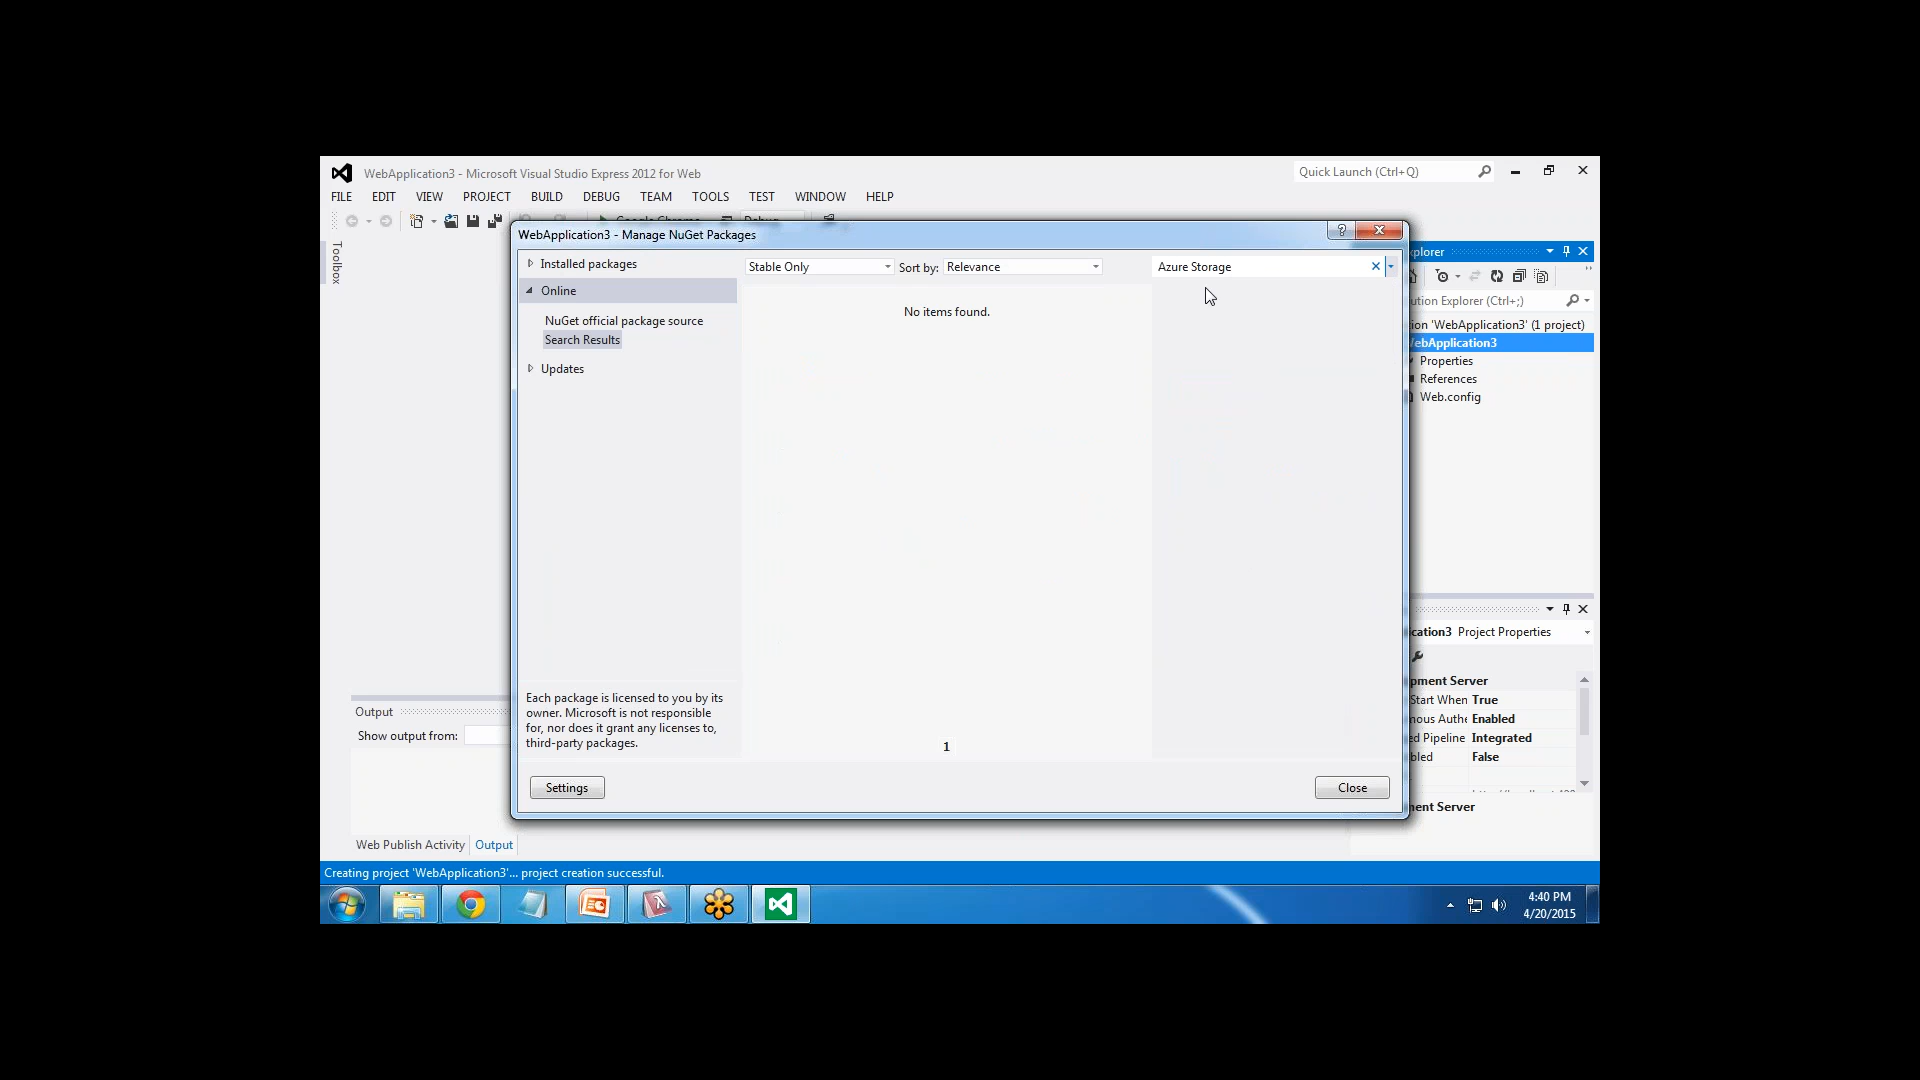 WebApplication3 - Microsoft Visual Studio Express 2012 for Web
Quick Launch (Ctrl+Q)
FILE EDIT VIEW PROJECT BUILD DEBUG TEAM TOOLS TEST WINDOW HELP
Toolbox
WebApplication3 - Manage NuGet Packages
?
Installed packages
Online
NuGet official package source
Search Results
Updates
Stable Only
Sort by: Relevance
Azure Storage
No items found.
1
Each package is licensed to you by its
owner. Microsoft is not responsible
for, nor does it grant any licenses to,
third-party packages.
Settings
Close
xplorer
ution Explorer (Ctrl+;)
ion 'WebApplication3' (1 project)
ebApplication3
Properties
References
Web.config
cation3 Project Properties
pment Server
Start When True
nous Authe Enabled
ed Pipeline Integrated
bled False
ment Server
Output
Show output from:
Web Publish Activity
Output
Creating project 'WebApplication3'... project creation successful.
4:40 PM
4/20/2015